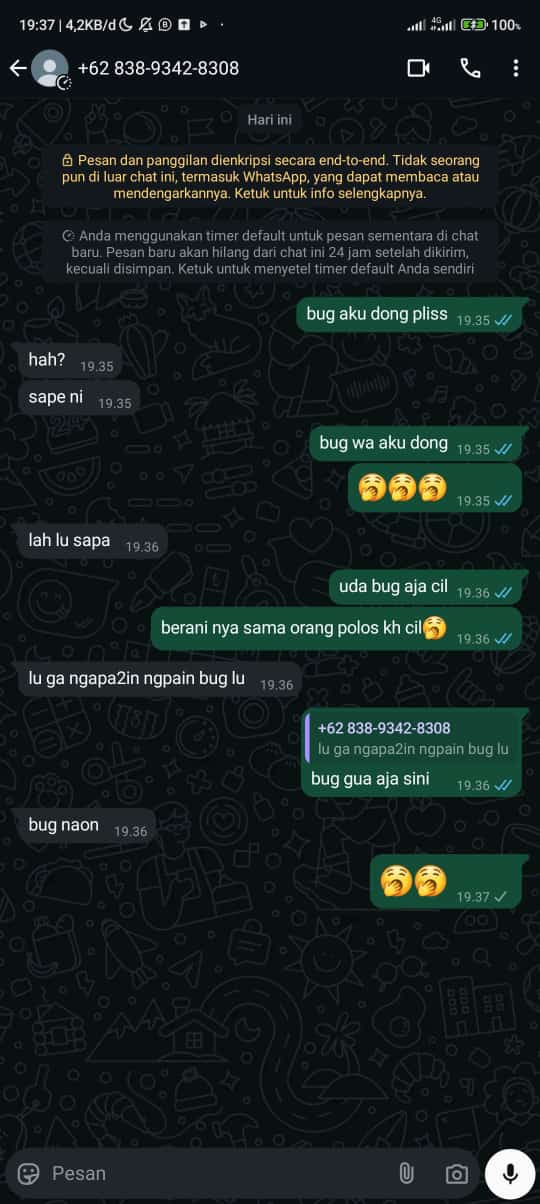 19:37 | 4,2KB/d
4G
100%
+62 838-9342-8308
Hari ini
Pesan dan panggilan dienkripsi secara end-to-end. Tidak seorang
pun di luar chat ini, termasuk WhatsApp, yang dapat membaca atau
mendengarkannya. Ketuk untuk info selengkapnya.
Anda menggunakan timer default untuk pesan sementara di chat
baru. Pesan baru akan hilang dari chat ini 24 jam setelah dikirim,
kecuali disimpan. Ketuk untuk menyetel timer default Anda sendiri
bug aku dong pliss 19.35
hah? 19.35
sape ni 19.35
bug wa aku dong 19.35
🥱🥱🥱 19.35
lah lu sapa 19.36
uda bug aja cil 19.36
berani nya sama orang polos kh cil🥱 19.36
lu ga ngapa2in ngpain bug lu 19.36
+62 838-9342-8308
lu ga ngapa2in ngpain bug lu
bug gua aja sini 19.36
bug naon 19.36
🥱🥱 19.37
Pesan